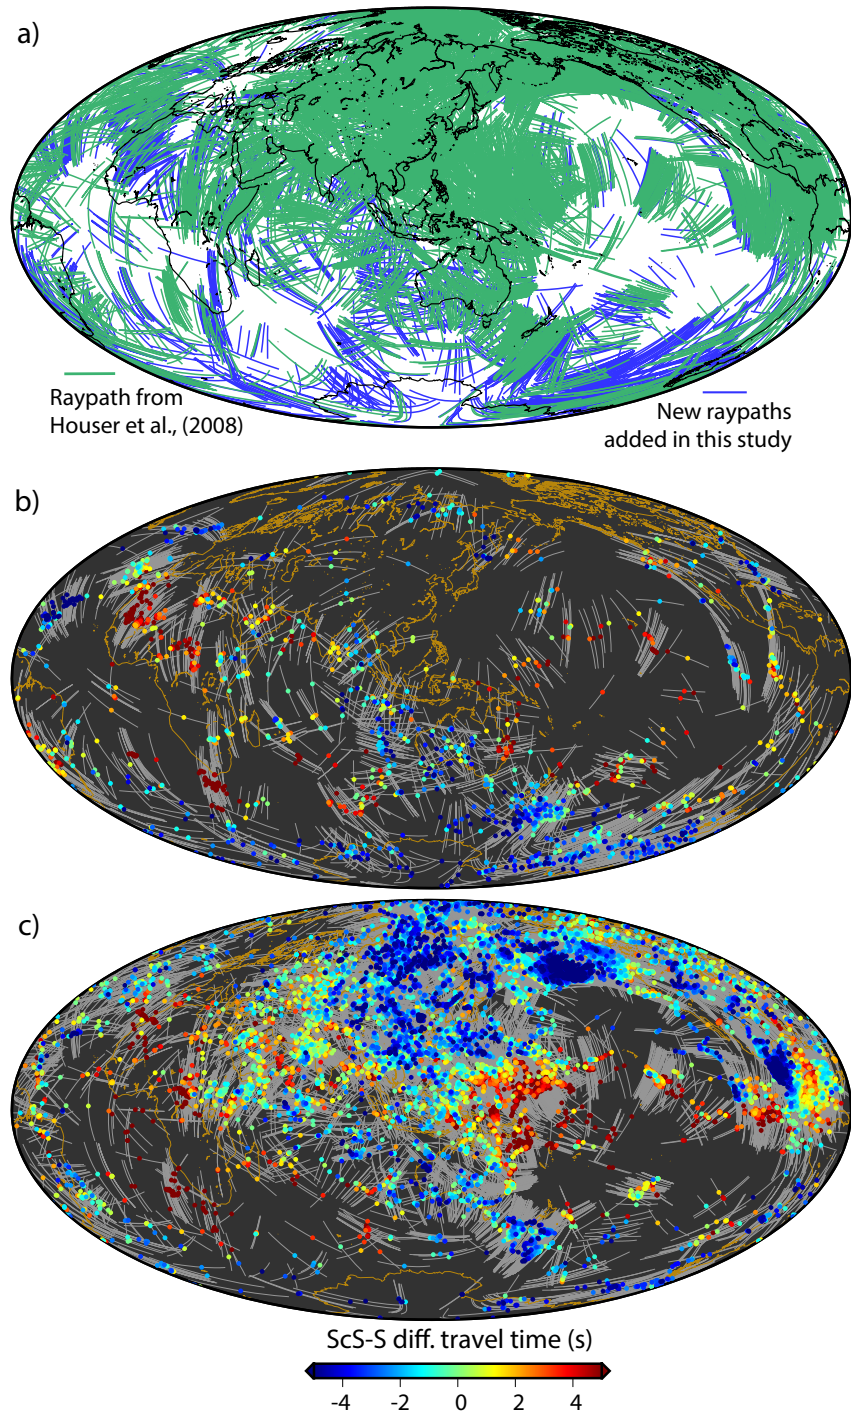 a)
Raypath from
Houser et al., (2008)
New raypaths
added in this study
b)
c)
ScS-S diff. travel time (s)
-4 -2 0 2 4